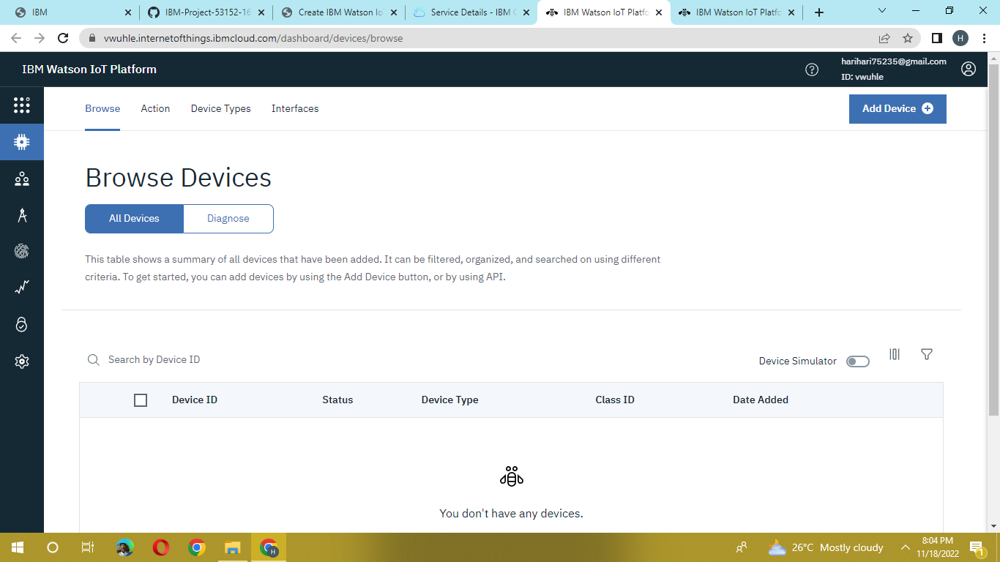 IBM
IBM-Project-53152-16
Create IBM Watson Io
Service Details - IBM C
IBM Watson IoT Platfo
IBM Watson IoT Platfo
vwuhle.internetofthings.ibmcloud.com/dashboard/devices/browse
H
IBM Watson IoT Platform
harihari75235@gmail.com
ID: vwuhle
Browse
Action
Device Types
Interfaces
Add Device
Browse Devices
All Devices
Diagnose
This table shows a summary of all devices that have been added. It can be filtered, organized, and searched on using different
criteria. To get started, you can add devices by using the Add Device button, or by using API.
Search by Device ID
Device Simulator
Device ID
Status
Device Type
Class ID
Date Added
You don't have any devices.
H
26°C Mostly cloudy
8:04 PM
11/18/2022
1